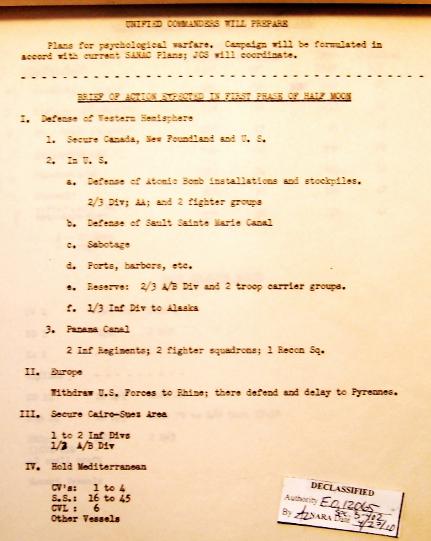 UNIFIED COMMANDERS WILL PREPARE
Plans for psychological warfare. Campaign will be formulated in
accord with current SANAC Plans; JCS will coordinate.
BRIEF OF ACTION EXPECTED IN FIRST PHASE OF HALF MOON
I. Defense of Western Hemisphere
1. Secure Canada, New Foundland and U. S.
2. In U. S.
a. Defense of Atomic Bomb installations and stockpiles.
2/3 Div; AA; and 2 fighter groups
b. Defense of Sault Sainte Marie Canal
c. Sabotage
d. Ports, harbors, etc.
e. Reserve: 2/3 A/B Div and 2 troop carrier groups.
f. 1/3 Inf Div to Alaska
3. Panama Canal
2 Inf Regiments; 2 fighter squadrons; 1 Recon Sq.
II. Europe
Withdraw U.S. Forces to Rhine; there defend and delay to Pyrennes.
III. Secure Cairo-Suez Area
1 to 2 Inf Divs
1/3 A/B Div
IV. Hold Mediterranean
CV's: 1 to 4
S.S.: 16 to 45
CVL: 6
Other Vessels
DECLASSIFIED
Authority EO 12065
By NARA Date